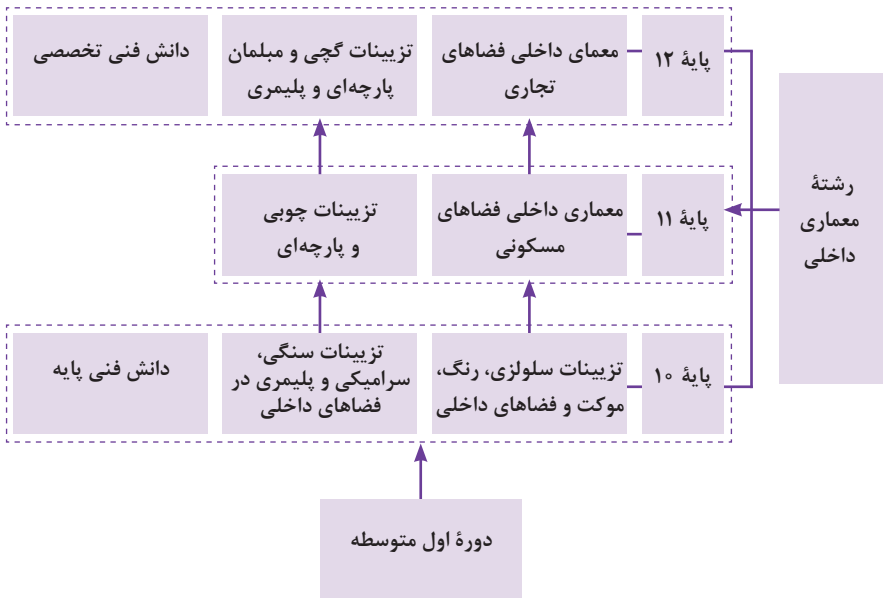 پایهٔ ۱۲
معمای داخلی فضاهای
تجاری
تزیینات گچی و مبلمان
پارچه‌ای و پلیمری
دانش فنی تخصصی
رشتهٔ
معماری
داخلی
پایهٔ ۱۱
معماری داخلی فضاهای
مسکونی
تزیینات چوبی
و پارچه‌ای
پایهٔ ۱۰
تزیینات سلولزی، رنگ،
موکت و فضاهای داخلی
تزیینات سنگی،
سرامیکی و پلیمری در
فضاهای داخلی
دانش فنی پایه
دورهٔ اول متوسطه